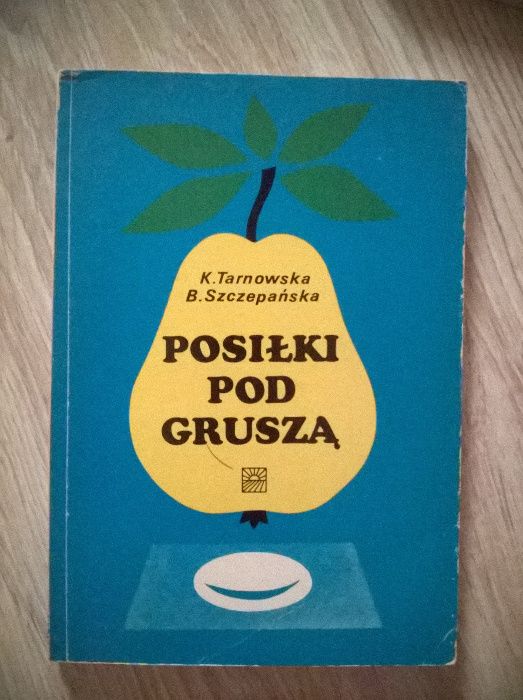 K.Tarnowska
B.Szczepańska
POSIŁKI
POD
GRUSZĄ